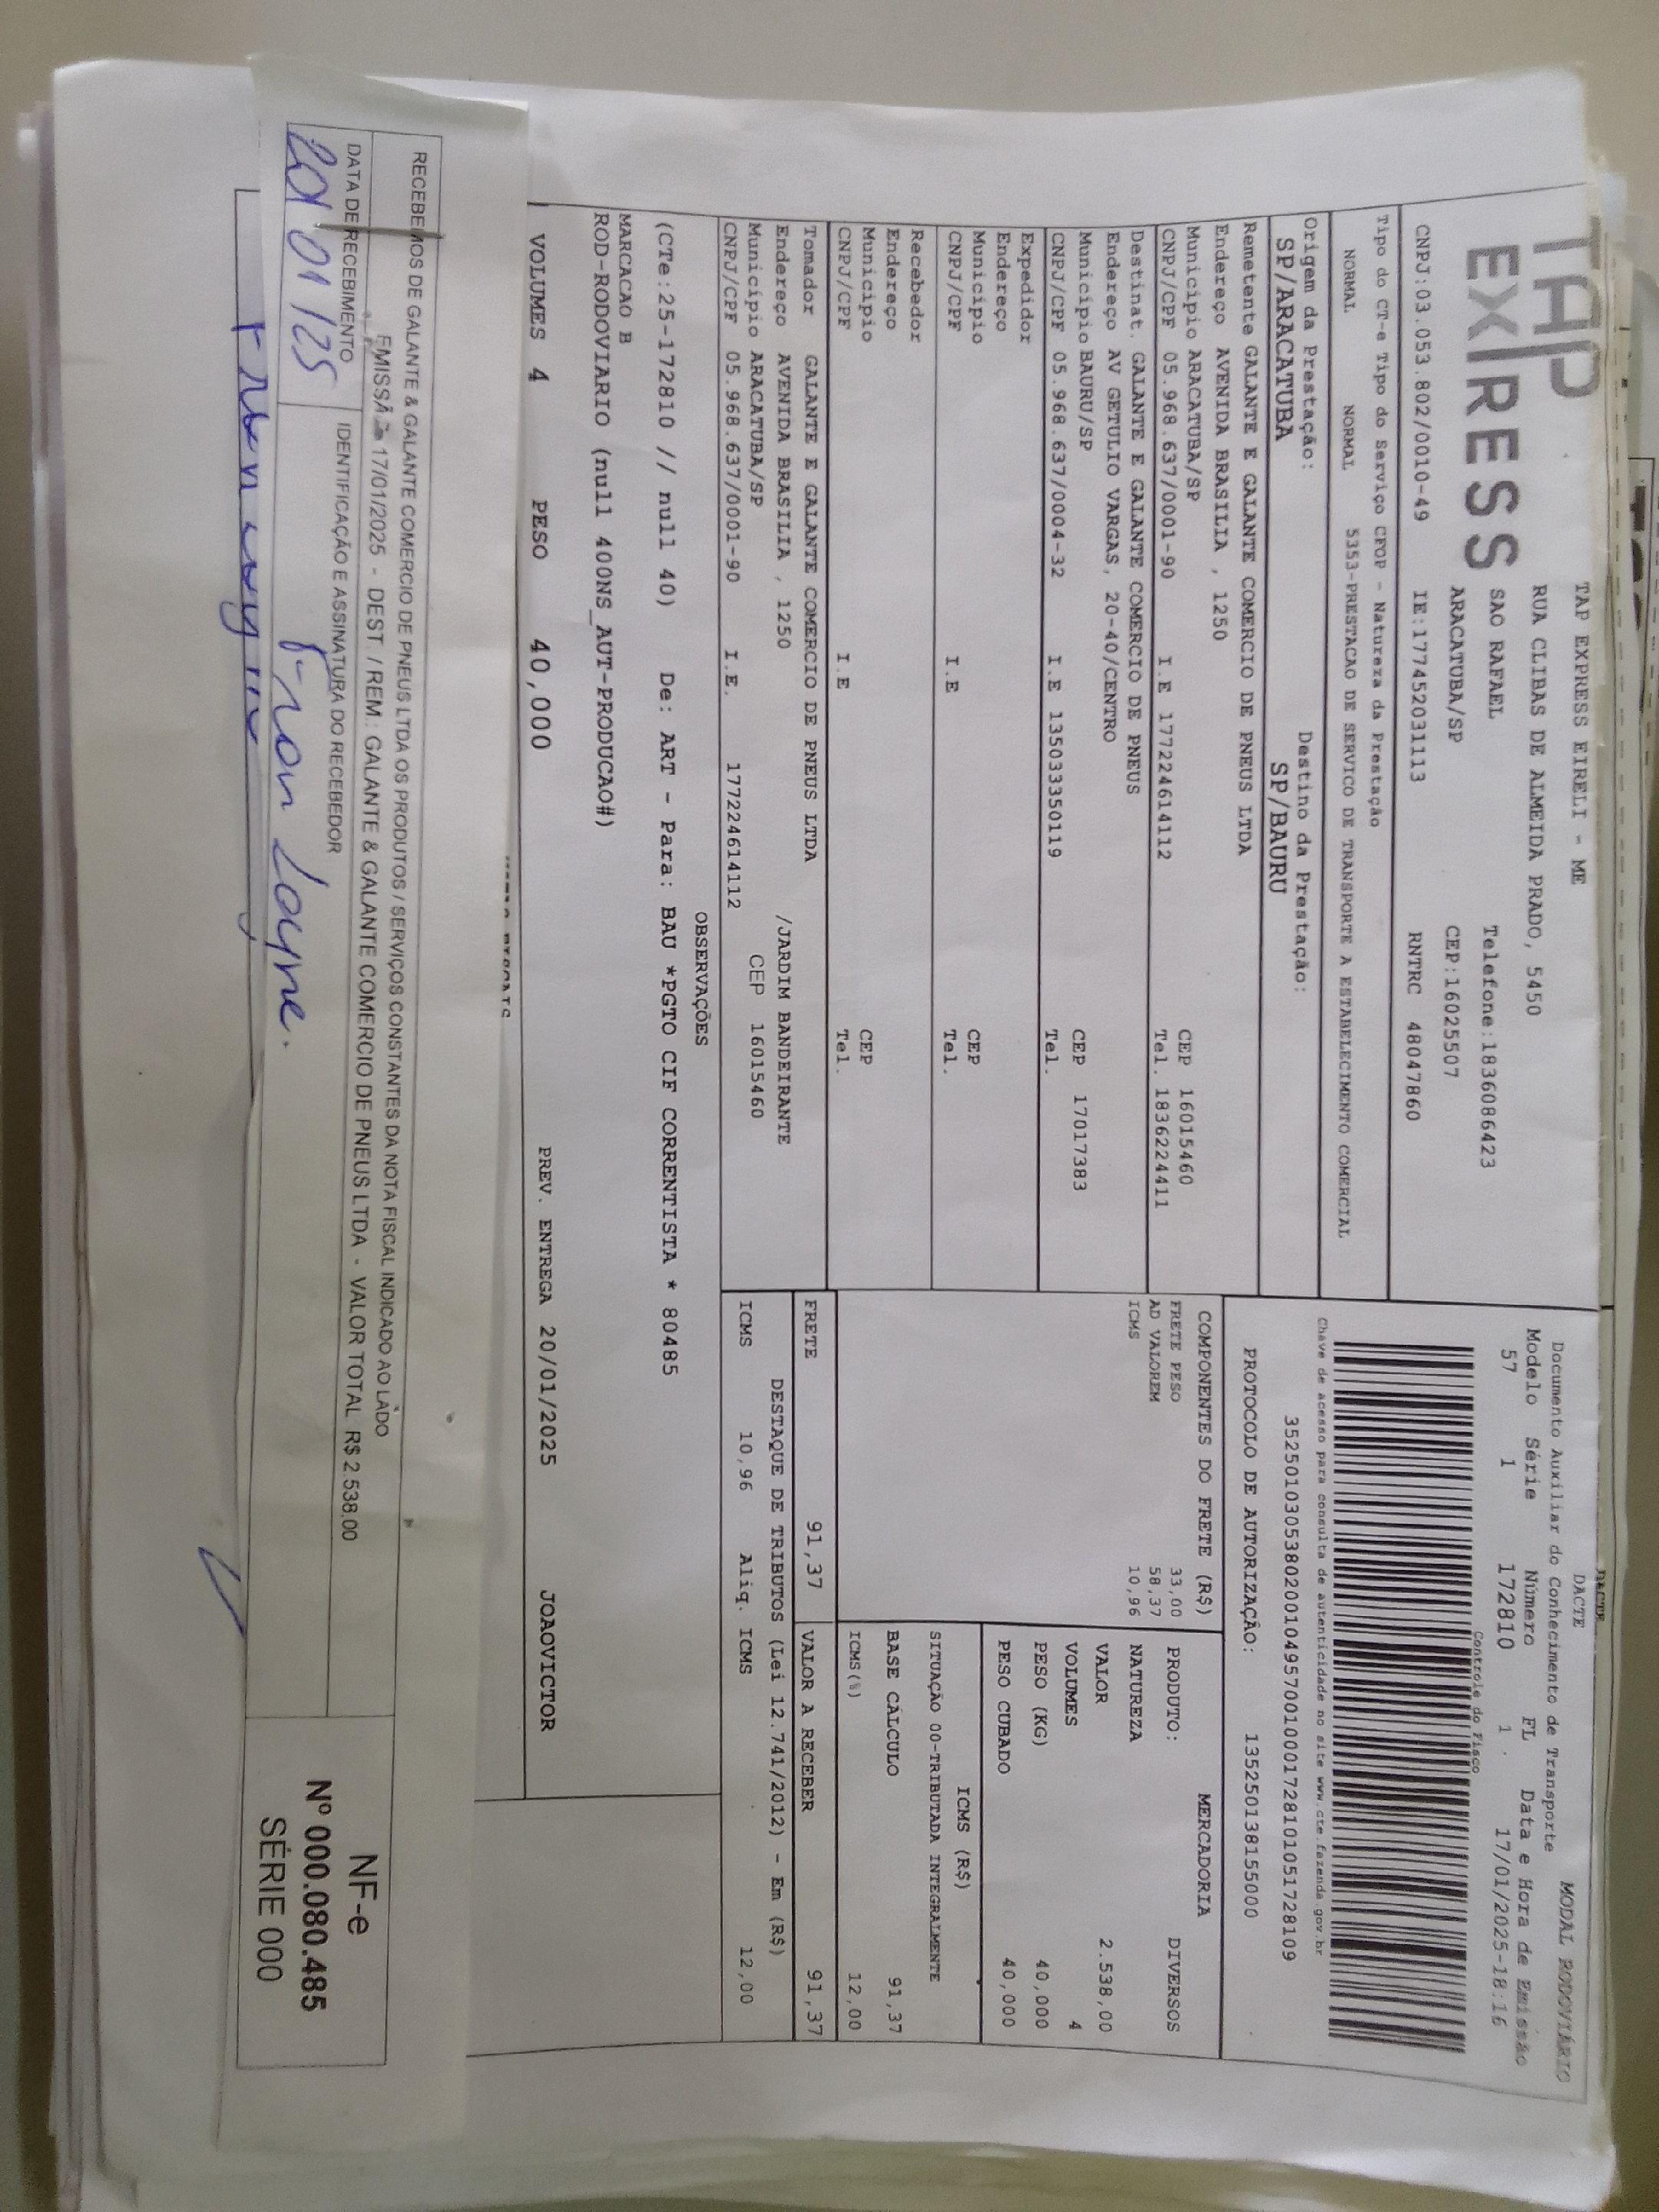 TAP
EXPRESS
TAP EXPRESS EIRELI - ME
RUA CLIBAS DE ALMEIDA PRADO, 5450
SAO RAFAEL Telefone:1836086423
ARACATUBA/SP CEP:16025507
CNPJ:03.053.802/0010-49 IE:177452031113 RNTRC 48047860
DACTE
Documento Auxiliar do Conhecimento de Transporte
MODAL RODOVIÁRIO
Modelo Série Número FL Data e Hora de Emissão
57 1 172810 1 17/01/2025-18:16
Controle do Fisco
Chave de acesso para consulta de autenticidade no site www.cte.fazenda.gov.br
35250103053802001049570010001728101051728109
PROTOCOLO DE AUTORIZAÇÃO: 135250138155000
Tipo do CT-e Tipo do Serviço CFOP - Natureza da Prestação
NORMAL NORMAL 5353-PRESTACAO DE SERVICO DE TRANSPORTE A ESTABELECIMENTO COMERCIAL
Origem da Prestação: Destino da Prestação:
SP/ARACATUBA SP/BAURU
Remetente GALANTE E GALANTE COMERCIO DE PNEUS LTDA
Endereço AVENIDA BRASILIA , 1250
Município ARACATUBA/SP CEP 16015460
CNPJ/CPF 05.968.637/0001-90 I.E 177224614112 Tel. 1836224411
Destinat. GALANTE E GALANTE COMERCIO DE PNEUS
Endereço AV GETULIO VARGAS, 20-40/CENTRO
Município BAURU/SP CEP 17017383
CNPJ/CPF 05.968.637/0004-32 I.E 135033350119 Tel.
Expedidor
Endereço
Município CEP
CNPJ/CPF I.E Tel.
Recebedor
Endereço
Município CEP
CNPJ/CPF I.E Tel.
Tomador GALANTE E GALANTE COMERCIO DE PNEUS LTDA
Endereço AVENIDA BRASILIA , 1250 /JARDIM BANDEIRANTE
Município ARACATUBA/SP CEP 16015460
CNPJ/CPF 05.968.637/0001-90 I.E. 177224614112
COMPONENTES DO FRETE (R$)
FRETE PESO 33,00
AD VALOREM 58,37
ICMS 10,96
MERCADORIA
PRODUTO: DIVERSOS
NATUREZA
VALOR 2.538,00
VOLUMES 4
PESO (KG) 40,000
PESO CUBADO 40,000
ICMS (R$)
SITUAÇÃO 00-TRIBUTADA INTEGRALMENTE
BASE CÁLCULO 91,37
ICMS(%) 12,00
FRETE 91,37 VALOR A RECEBER 91,37
DESTAQUE DE TRIBUTOS (Lei 12.741/2012) - Em (R$)
ICMS 10,96 Aliq. ICMS 12,00
OBSERVAÇÕES
(CTe:25-172810 // null 40) De: ART - Para: BAU *PGTO CIF CORRENTISTA * 80485
MARCACAO B
ROD-RODOVIARIO (null 400NS_AUT-PRODUCAO#)
VOLUMES 4 PESO 40,000 PREV. ENTREGA 20/01/2025 JOAOVICTOR
RECEBEMOS DE GALANTE & GALANTE COMERCIO DE PNEUS LTDA OS PRODUTOS / SERVIÇOS CONSTANTES DA NOTA FISCAL INDICADO AO LADO
EMISSÃO 17/01/2025 - DEST. / REM.: GALANTE & GALANTE COMERCIO DE PNEUS LTDA - VALOR TOTAL R$ 2.538,00
DATA DE RECEBIMENTO IDENTIFICAÇÃO E ASSINATURA DO RECEBEDOR
20/01/25
NF-e
Nº 000.080.485
SÉRIE 000